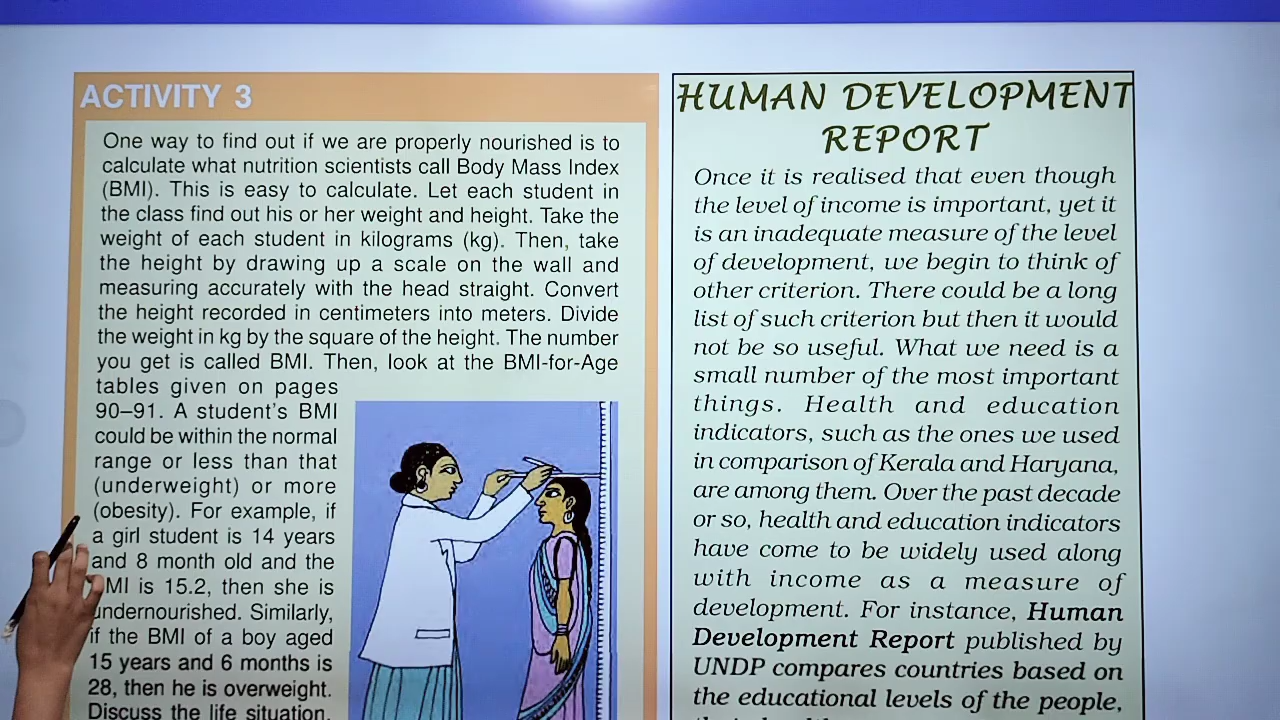 ACTIVITY 3
One way to find out if we are properly nourished is to
calculate what nutrition scientists call Body Mass Index
(BMI). This is easy to calculate. Let each student in
the class find out his or her weight and height. Take the
weight of each student in kilograms (kg). Then, take
the height by drawing up a scale on the wall and
measuring accurately with the head straight. Convert
the height recorded in centimeters into meters. Divide
the weight in kg by the square of the height. The number
you get is called BMI. Then, look at the BMI-for-Age
tables given on pages
90–91. A student's BMI
could be within the normal
range or less than that
(underweight) or more
(obesity). For example, if
a girl student is 14 years
and 8 month old and the
BMI is 15.2, then she is
undernourished. Similarly,
if the BMI of a boy aged
15 years and 6 months is
28, then he is overweight.
Discuss the life situation,
HUMAN DEVELOPMENT
REPORT
Once it is realised that even though
the level of income is important, yet it
is an inadequate measure of the level
of development, we begin to think of
other criterion. There could be a long
list of such criterion but then it would
not be so useful. What we need is a
small number of the most important
things. Health and education
indicators, such as the ones we used
in comparison of Kerala and Haryana,
are among them. Over the past decade
or so, health and education indicators
have come to be widely used along
with income as a measure of
development. For instance, Human
Development Report published by
UNDP compares countries based on
the educational levels of the people,